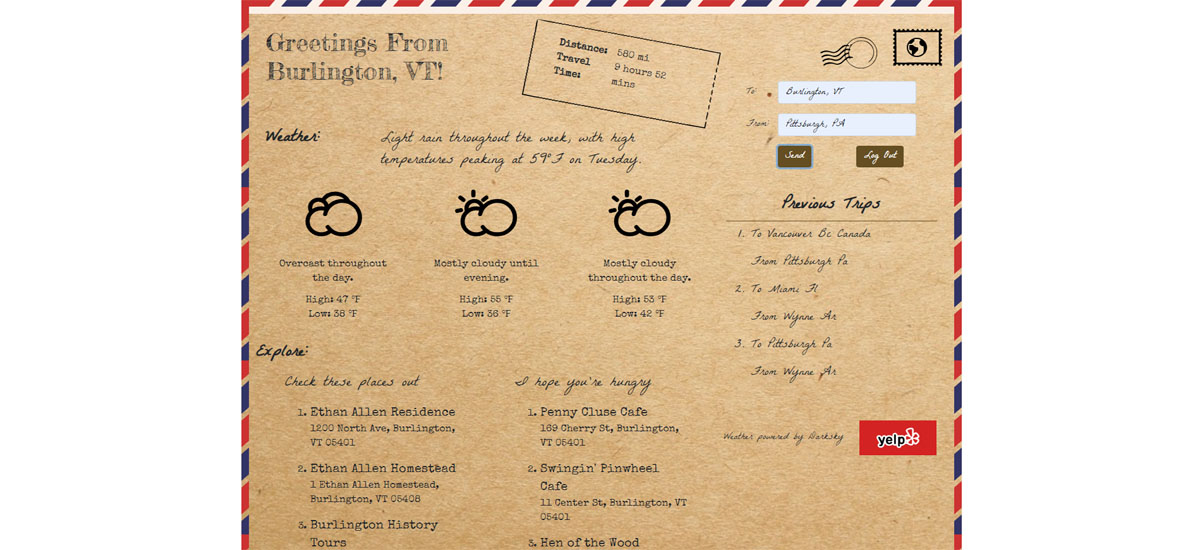 Greetings From
Burlington, VT!
Distance: 580 mi
Travel Time: 9 hours 52 mins
To: Burlington, VT
From: Pittsburgh, PA
Send
Log Out
Weather:
Light rain throughout the week, with high
temperatures peaking at 59°F on Tuesday.
Overcast throughout
the day.
High: 47 °F
Low: 38 °F
Mostly cloudy until
evening.
High: 55 °F
Low: 36 °F
Mostly cloudy
throughout the day.
High: 53 °F
Low: 42 °F
Previous Trips
1. To Vancouver Bc Canada
From Pittsburgh Pa
2. To Miami Fl
From Wynne Ar
3. To Pittsburgh Pa
From Wynne Ar
Explore:
Check these places out
1. Ethan Allen Residence
1200 North Ave, Burlington,
VT 05401
2. Ethan Allen Homestead
1 Ethan Allen Homestead,
Burlington, VT 05408
3. Burlington History
Tours
I hope you're hungry
1. Penny Cluse Cafe
169 Cherry St, Burlington,
VT 05401
2. Swingin' Pinwheel
Cafe
11 Center St, Burlington, VT
05401
3. Hen of the Wood
Weather powered by Darksky
yelp